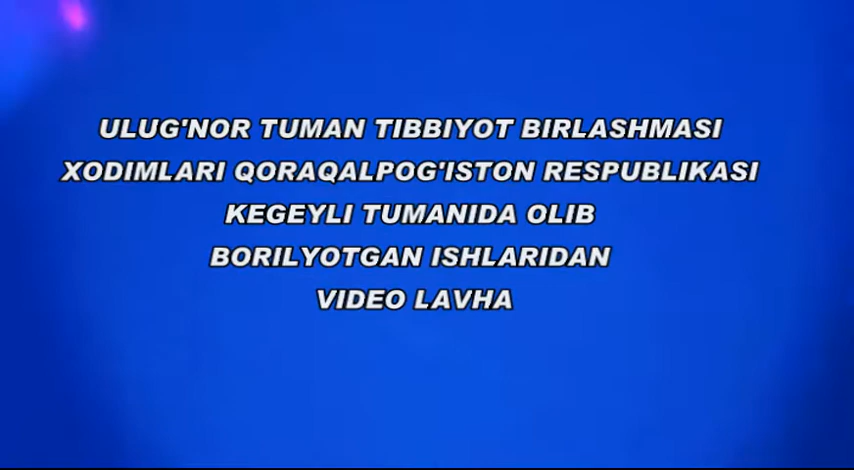 ULUG'NOR TUMAN TIBBIYOT BIRLASHMASI
XODIMLARI QORAQALPOG'ISTON RESPUBLIKASI
KEGEYLI TUMANIDA OLIB
BORILYOTGAN ISHLARIDAN
VIDEO LAVHA